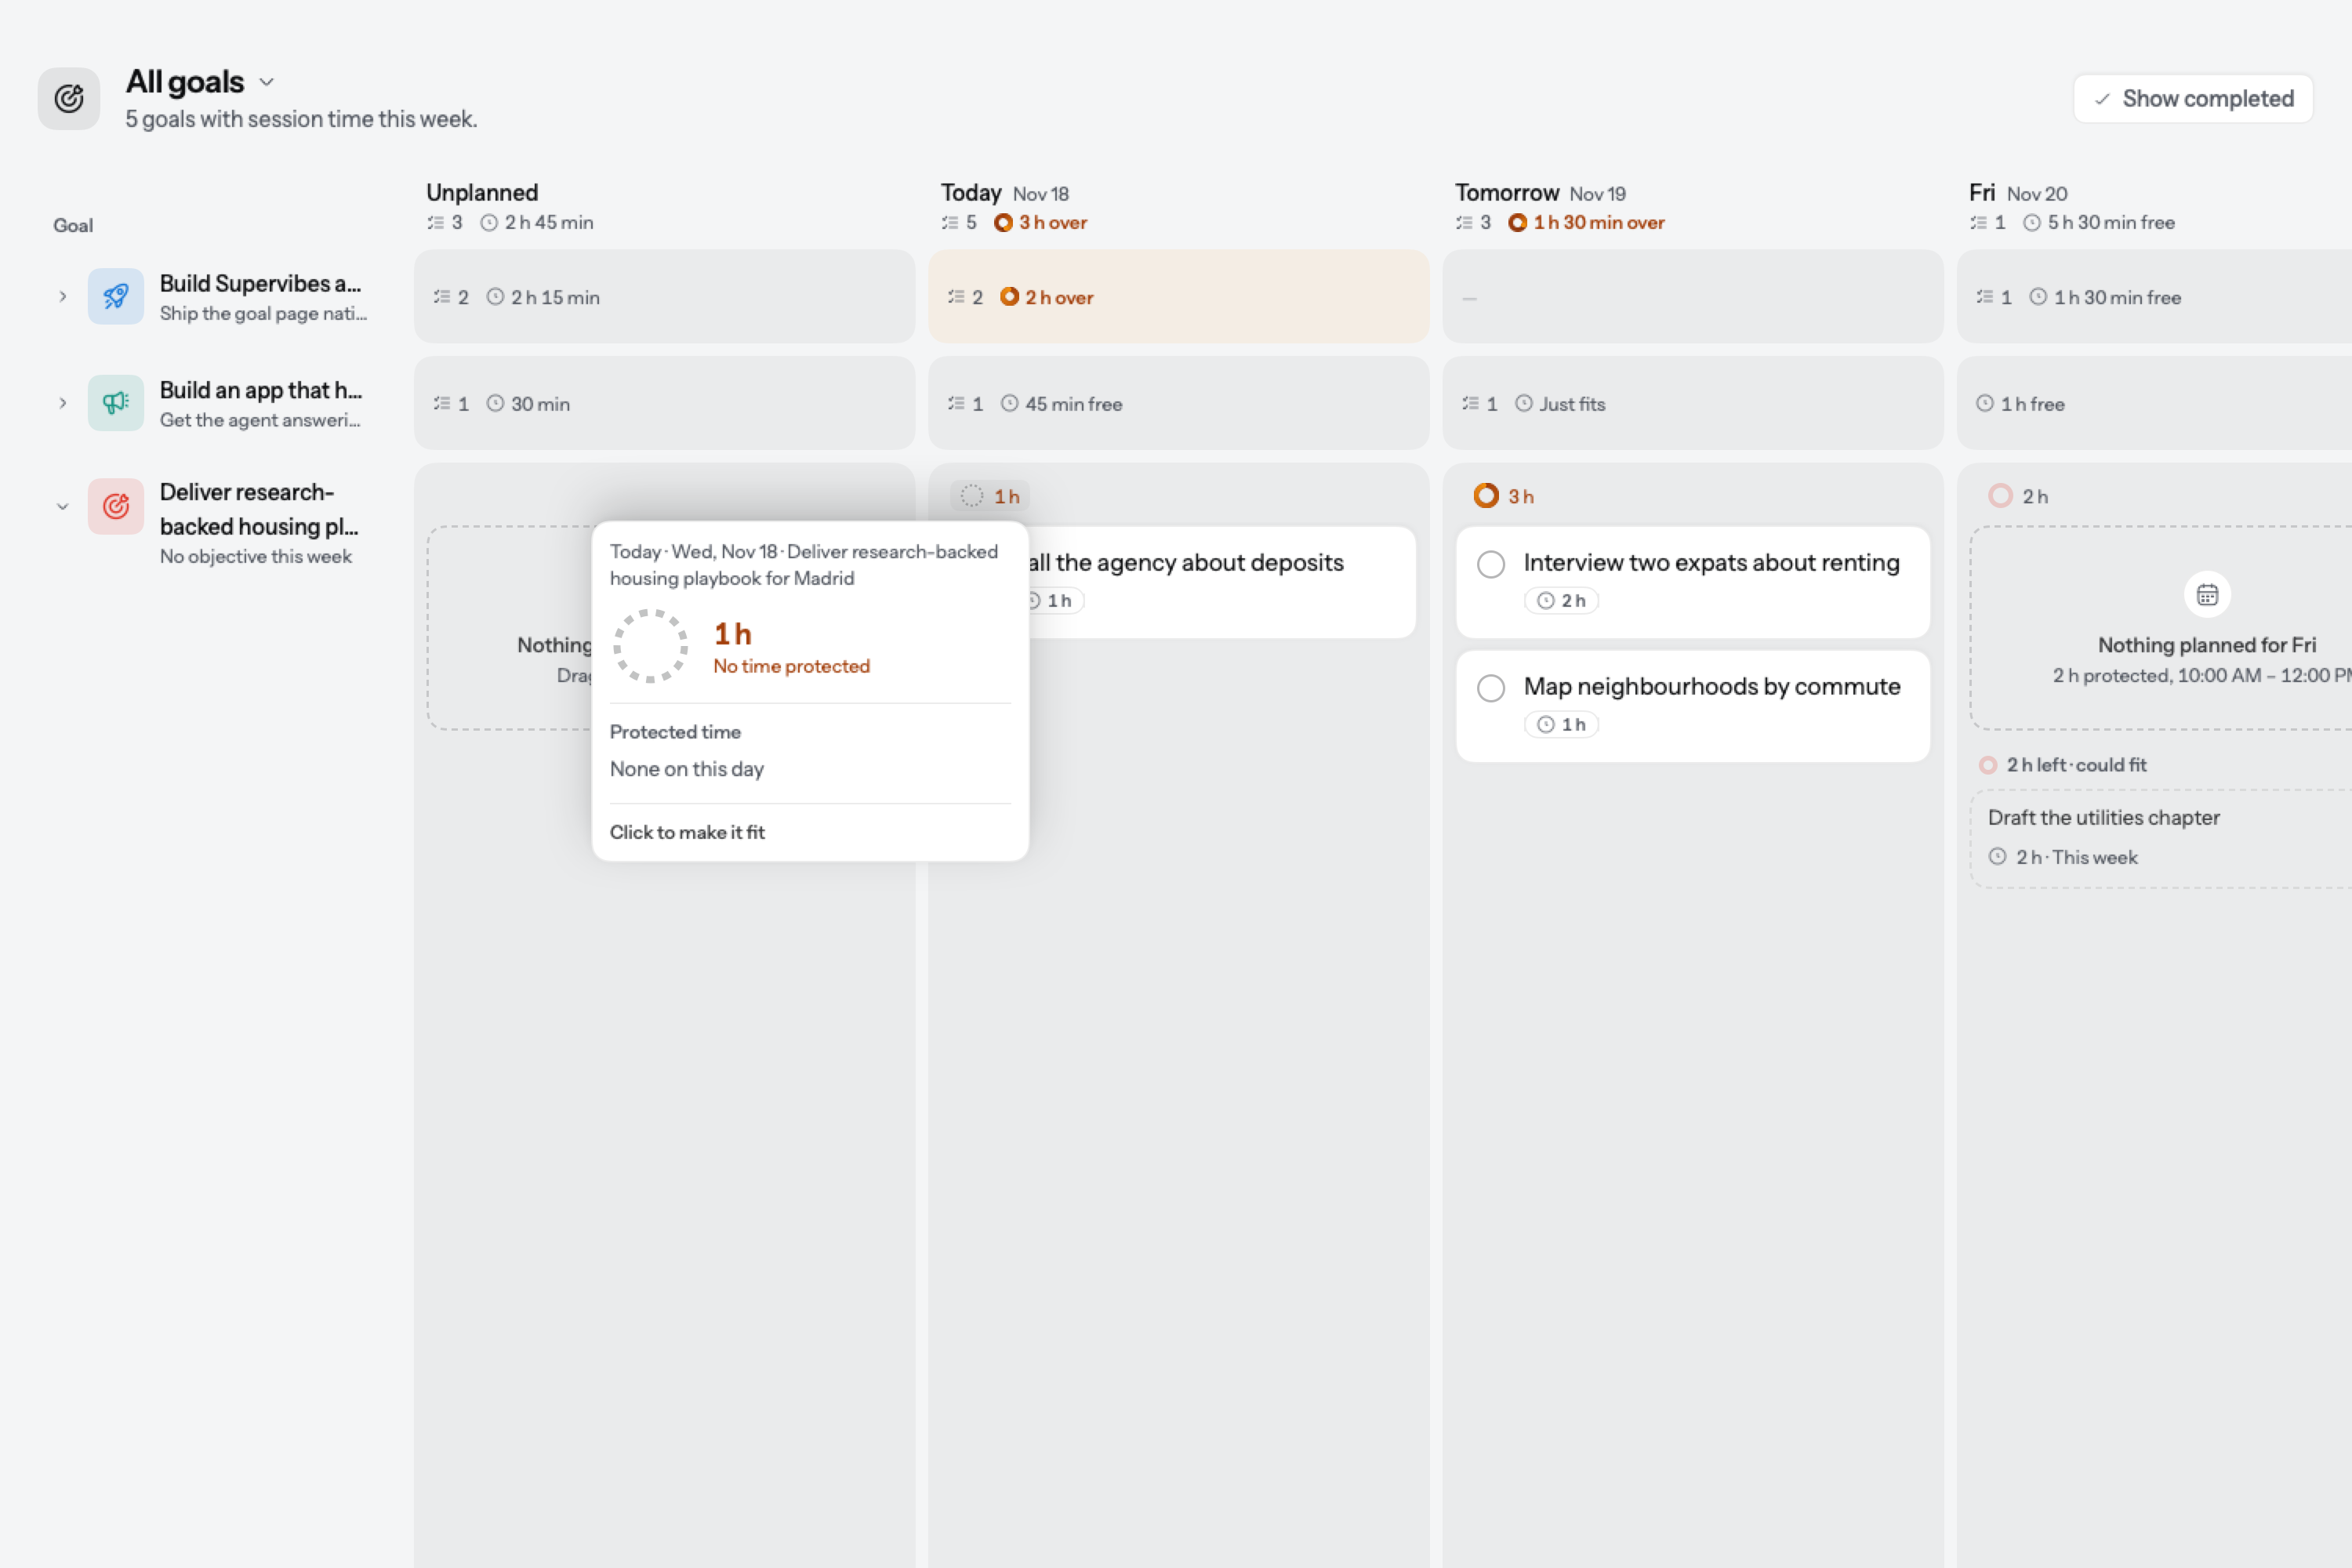 All goals
5 goals with session time this week.
Show completed
Goal
Unplanned
3 2 h 45 min
Today Nov 18
5 3 h over
Tomorrow Nov 19
3 1 h 30 min over
Fri Nov 20
1 5 h 30 min free
Build Supervibes a...
Ship the goal page nati...
2 2 h 15 min
2 2 h over
–
1 1 h 30 min free
Build an app that h...
Get the agent answeri...
1 30 min
1 45 min free
1 Just fits
1 h free
Deliver research-
backed housing pl...
No objective this week
Nothing
Drag
1 h
all the agency about deposits
1 h
Today · Wed, Nov 18 · Deliver research-backed
housing playbook for Madrid
1 h
No time protected
Protected time
None on this day
Click to make it fit
3 h
Interview two expats about renting
2 h
Map neighbourhoods by commute
1 h
2 h
Nothing planned for Fri
2 h protected, 10:00 AM – 12:00 PM
2 h left · could fit
Draft the utilities chapter
2 h · This week